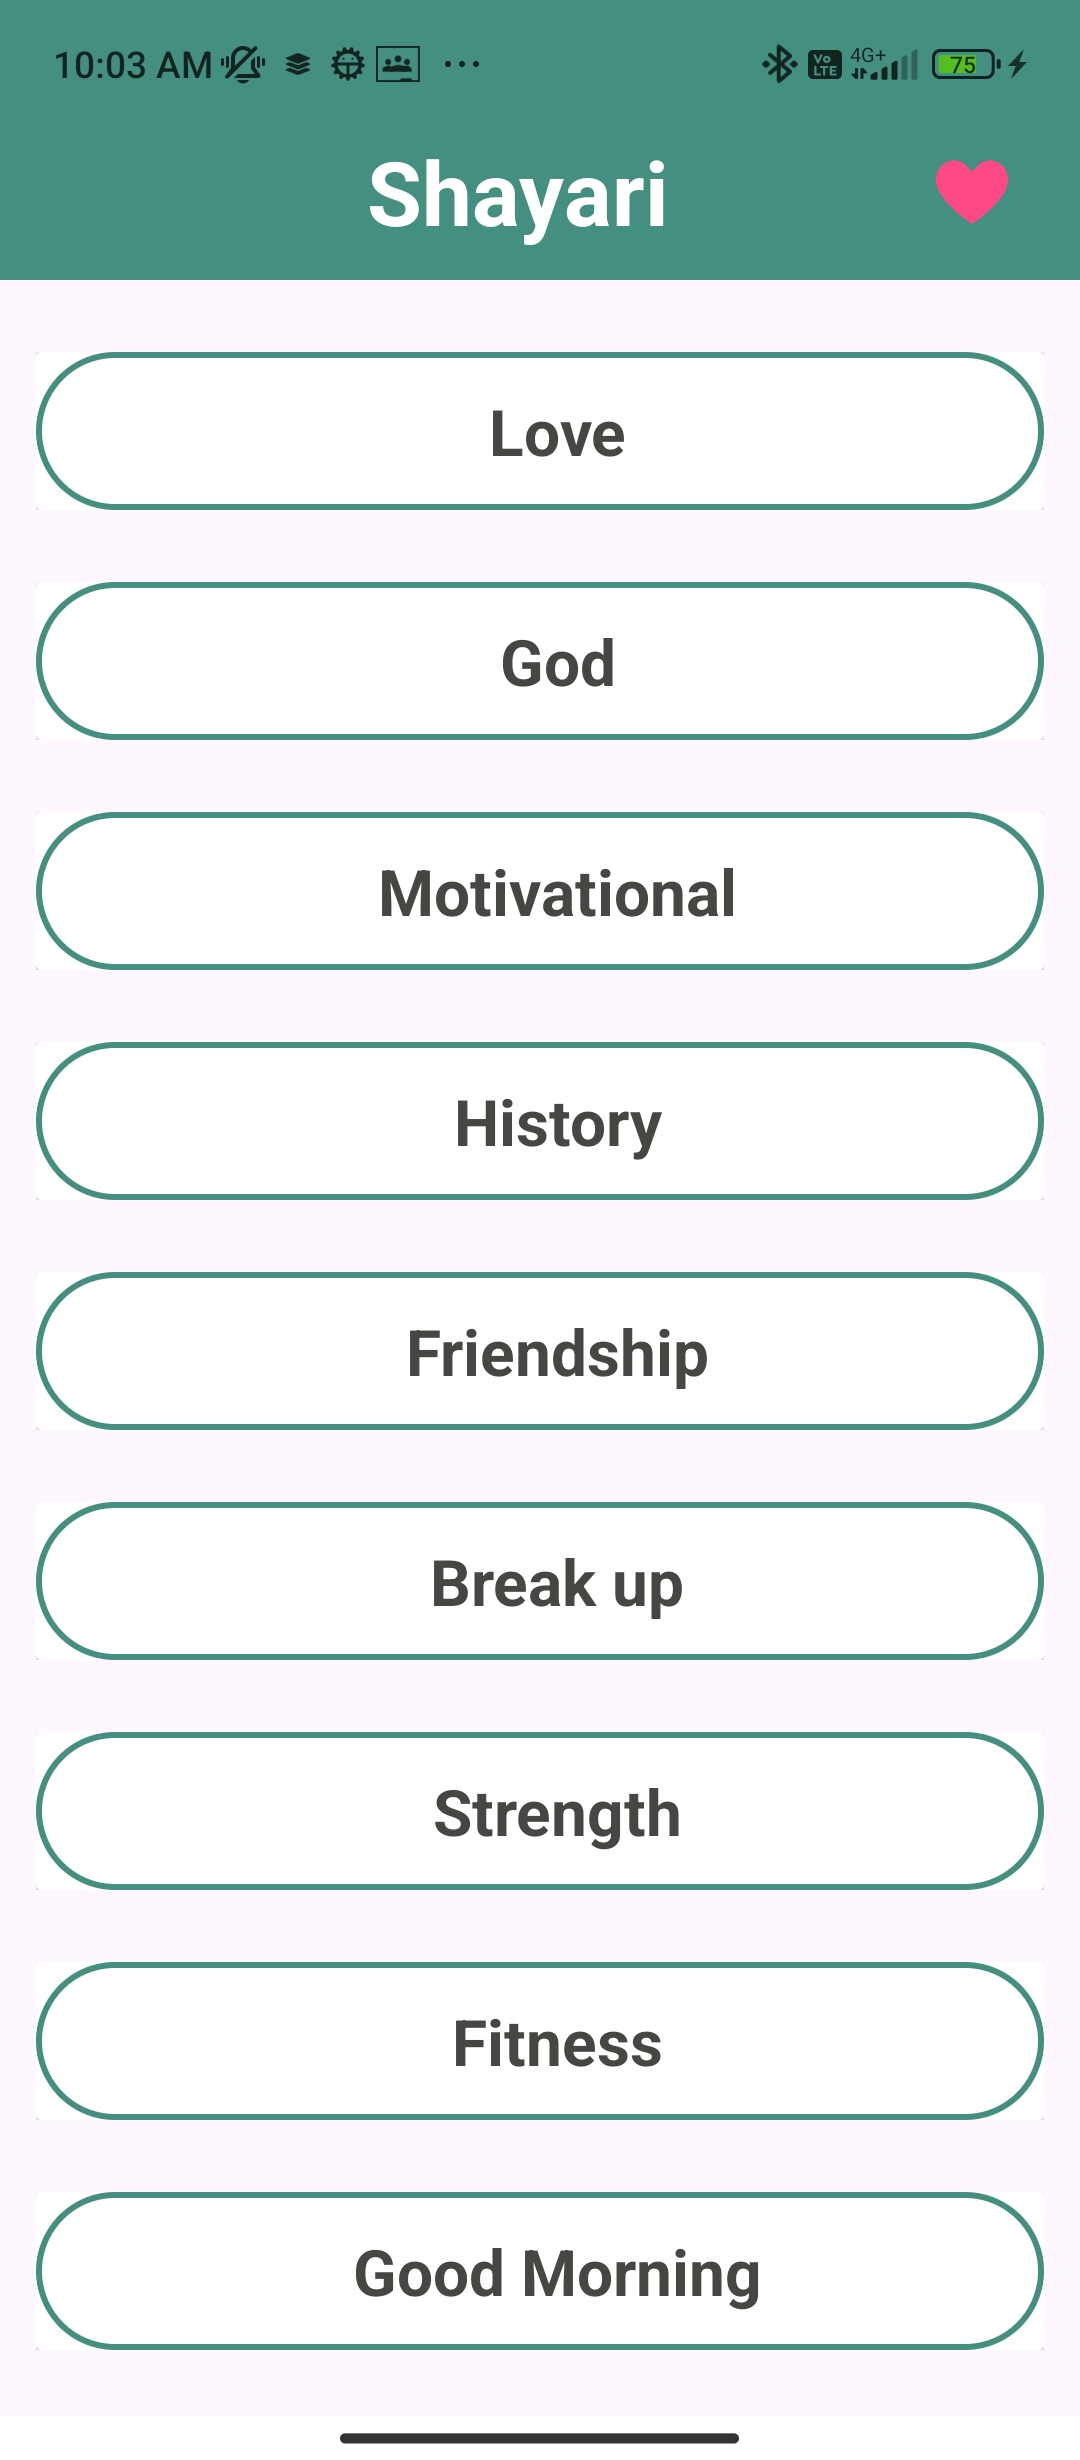 10:03 AM
Vo LTE 4G+ 75
Shayari
Love
God
Motivational
History
Friendship
Break up
Strength
Fitness
Good Morning